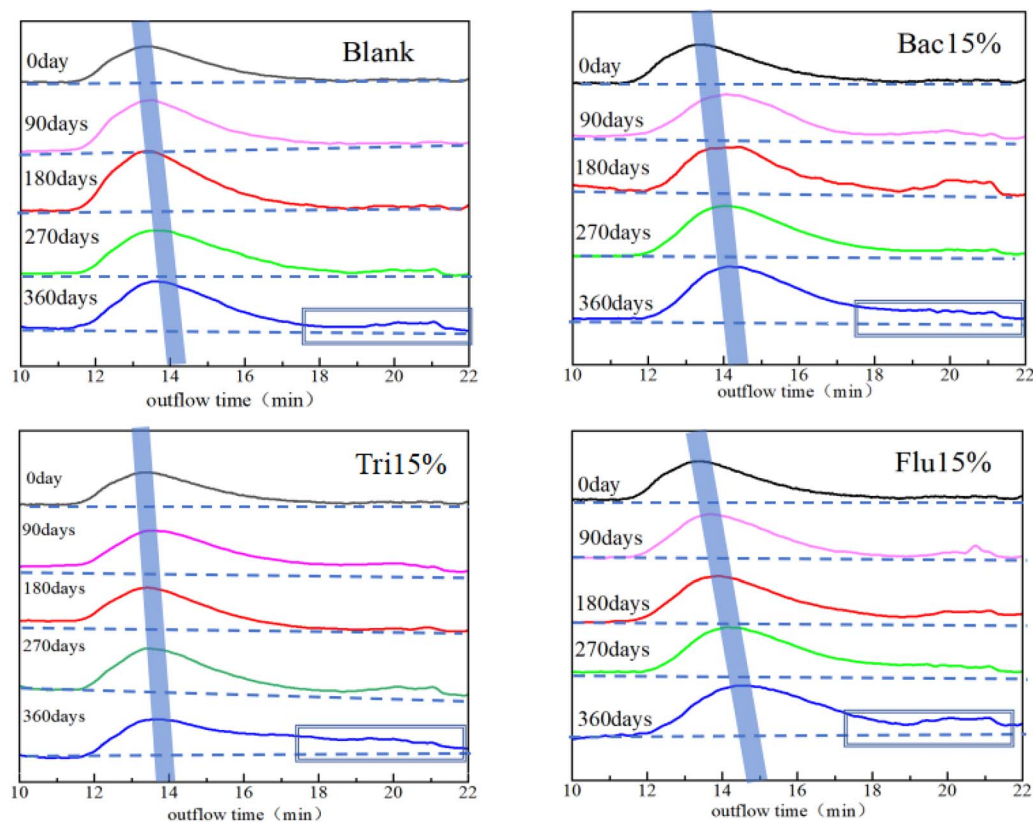 Blank
0day
90days
180days
270days
360days
10 12 14 16 18 20 22
outflow time（min）
Bac15%
0day
90days
180days
270days
360days
10 12 14 16 18 20 22
outflow time（min）
Tri15%
0day
90days
180days
270days
360days
10 12 14 16 18 20 22
outflow time（min）
Flu15%
0day
90days
180days
270days
360days
10 12 14 16 18 20 22
outflow time（min）